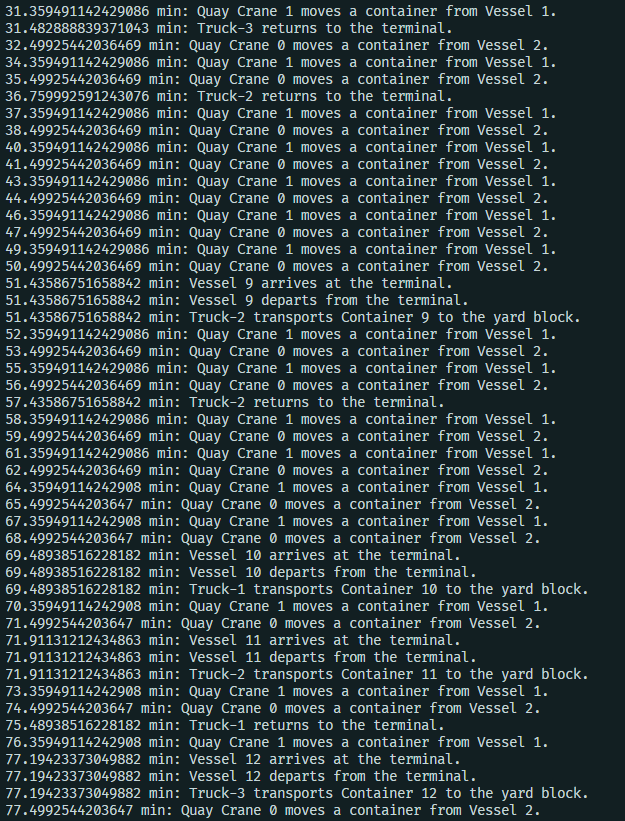 31.359491142429086 min: Quay Crane 1 moves a container from Vessel 1.
31.482888839371043 min: Truck-3 returns to the terminal.
32.49925442036469 min: Quay Crane 0 moves a container from Vessel 2.
34.359491142429086 min: Quay Crane 1 moves a container from Vessel 1.
35.49925442036469 min: Quay Crane 0 moves a container from Vessel 2.
36.759992591243076 min: Truck-2 returns to the terminal.
37.359491142429086 min: Quay Crane 1 moves a container from Vessel 1.
38.49925442036469 min: Quay Crane 0 moves a container from Vessel 2.
40.359491142429086 min: Quay Crane 1 moves a container from Vessel 1.
41.49925442036469 min: Quay Crane 0 moves a container from Vessel 2.
43.359491142429086 min: Quay Crane 1 moves a container from Vessel 1.
44.49925442036469 min: Quay Crane 0 moves a container from Vessel 2.
46.359491142429086 min: Quay Crane 1 moves a container from Vessel 1.
47.49925442036469 min: Quay Crane 0 moves a container from Vessel 2.
49.359491142429086 min: Quay Crane 1 moves a container from Vessel 1.
50.49925442036469 min: Quay Crane 0 moves a container from Vessel 2.
51.43586751658842 min: Vessel 9 arrives at the terminal.
51.43586751658842 min: Vessel 9 departs from the terminal.
51.43586751658842 min: Truck-2 transports Container 9 to the yard block.
52.359491142429086 min: Quay Crane 1 moves a container from Vessel 1.
53.49925442036469 min: Quay Crane 0 moves a container from Vessel 2.
55.359491142429086 min: Quay Crane 1 moves a container from Vessel 1.
56.49925442036469 min: Quay Crane 0 moves a container from Vessel 2.
57.43586751658842 min: Truck-2 returns to the terminal.
58.359491142429086 min: Quay Crane 1 moves a container from Vessel 1.
59.49925442036469 min: Quay Crane 0 moves a container from Vessel 2.
61.359491142429086 min: Quay Crane 1 moves a container from Vessel 1.
62.49925442036469 min: Quay Crane 0 moves a container from Vessel 2.
64.35949114242908 min: Quay Crane 1 moves a container from Vessel 1.
65.4992544203647 min: Quay Crane 0 moves a container from Vessel 2.
67.35949114242908 min: Quay Crane 1 moves a container from Vessel 1.
68.4992544203647 min: Quay Crane 0 moves a container from Vessel 2.
69.48938516228182 min: Vessel 10 arrives at the terminal.
69.48938516228182 min: Vessel 10 departs from the terminal.
69.48938516228182 min: Truck-1 transports Container 10 to the yard block.
70.35949114242908 min: Quay Crane 1 moves a container from Vessel 1.
71.4992544203647 min: Quay Crane 0 moves a container from Vessel 2.
71.91131212434863 min: Vessel 11 arrives at the terminal.
71.91131212434863 min: Vessel 11 departs from the terminal.
71.91131212434863 min: Truck-2 transports Container 11 to the yard block.
73.35949114242908 min: Quay Crane 1 moves a container from Vessel 1.
74.4992544203647 min: Quay Crane 0 moves a container from Vessel 2.
75.48938516228182 min: Truck-1 returns to the terminal.
76.35949114242908 min: Quay Crane 1 moves a container from Vessel 1.
77.19423373049882 min: Vessel 12 arrives at the terminal.
77.19423373049882 min: Vessel 12 departs from the terminal.
77.19423373049882 min: Truck-3 transports Container 12 to the yard block.
77.4992544203647 min: Quay Crane 0 moves a container from Vessel 2.